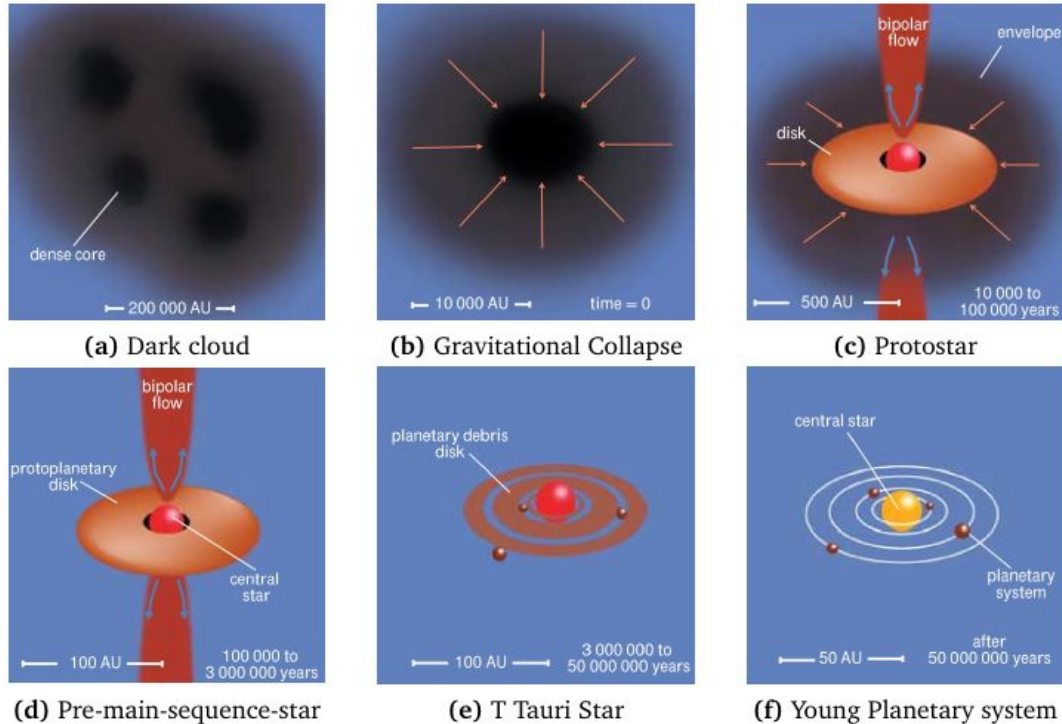 dense core
200 000 AU
(a) Dark cloud
10 000 AU
time = 0
(b) Gravitational Collapse
bipolar
flow
envelope
disk
500 AU
10 000 to
100 000 years
(c) Protostar
bipolar
flow
protoplanetary
disk
central
star
100 AU
100 000 to
3 000 000 years
(d) Pre-main-sequence-star
planetary debris
disk
100 AU
3 000 000 to
50 000 000 years
(e) T Tauri Star
central star
planetary
system
50 AU
after
50 000 000 years
(f) Young Planetary system